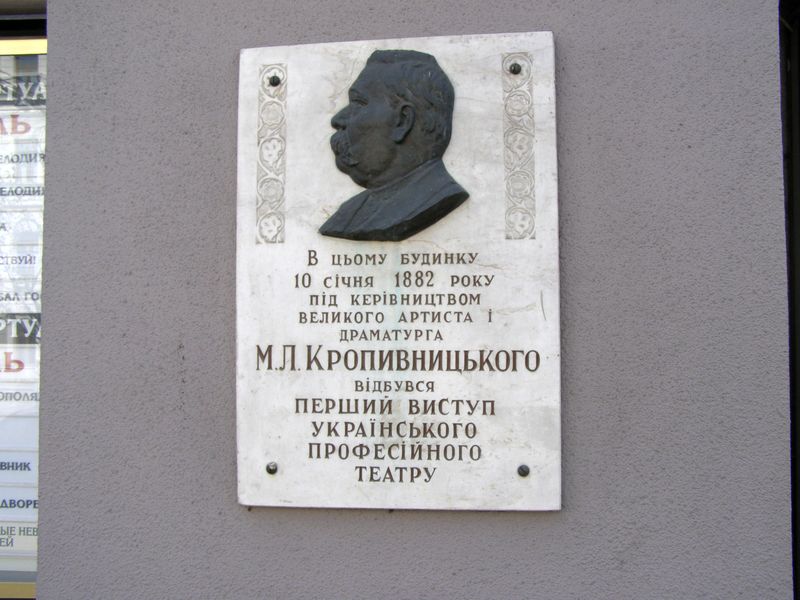 В цьому будинку
10 січня 1882 року
під керівництвом
великого артиста і
драматурга
М.Л. Кропивницького
відбувся
ПЕРШИЙ ВИСТУП
УКРАЇНСЬКОГО
ПРОФЕСІЙНОГО
ТЕАТРУ